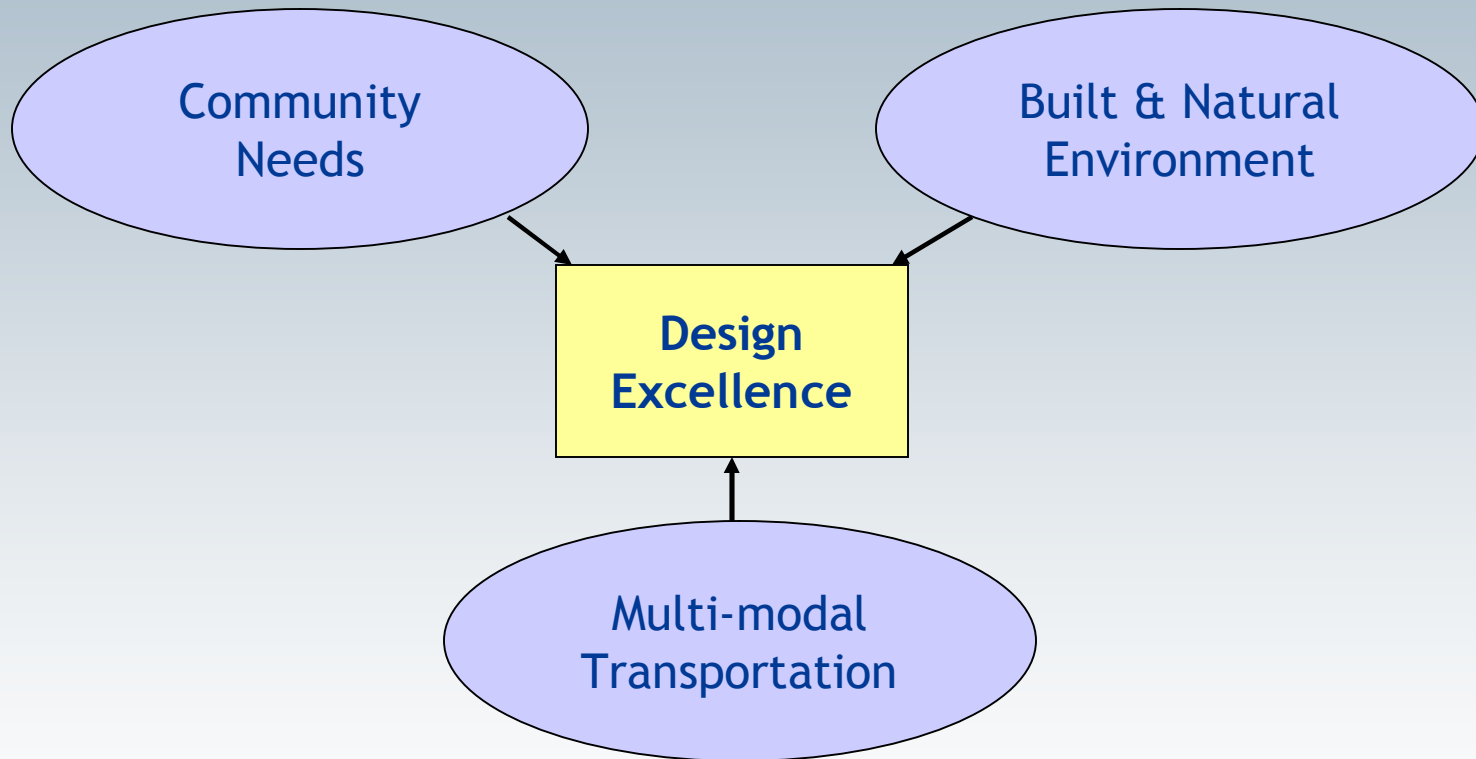 Community
Needs
Built & Natural
Environment
Design
Excellence
Multi-modal
Transportation